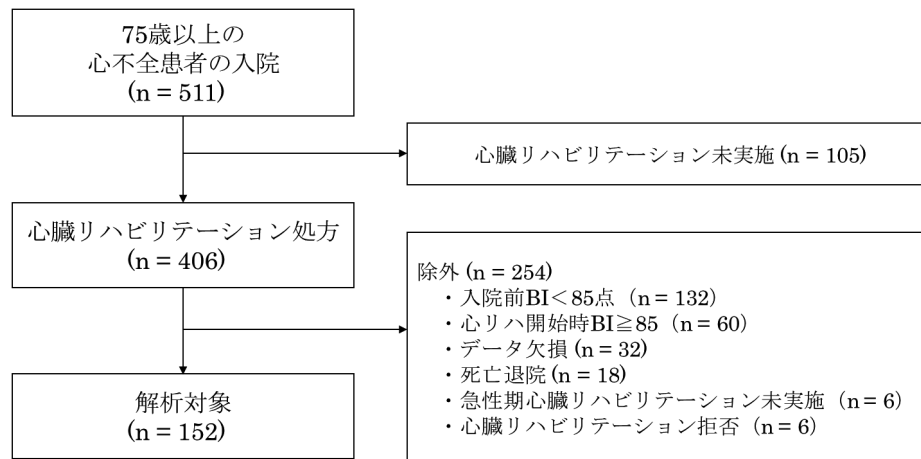 75歳以上の
心不全患者の入院
(n = 511)
心臓リハビリテーション未実施 (n = 105)
心臓リハビリテーション処方
(n = 406)
除外 (n = 254)
・入院前BI＜85点（n = 132）
・心リハ開始時BI≧85（n = 60）
・データ欠損 (n = 32)
・死亡退院 (n = 18)
・急性期心臓リハビリテーション未実施（n = 6）
・心臓リハビリテーション拒否（n = 6）
解析対象
(n = 152)